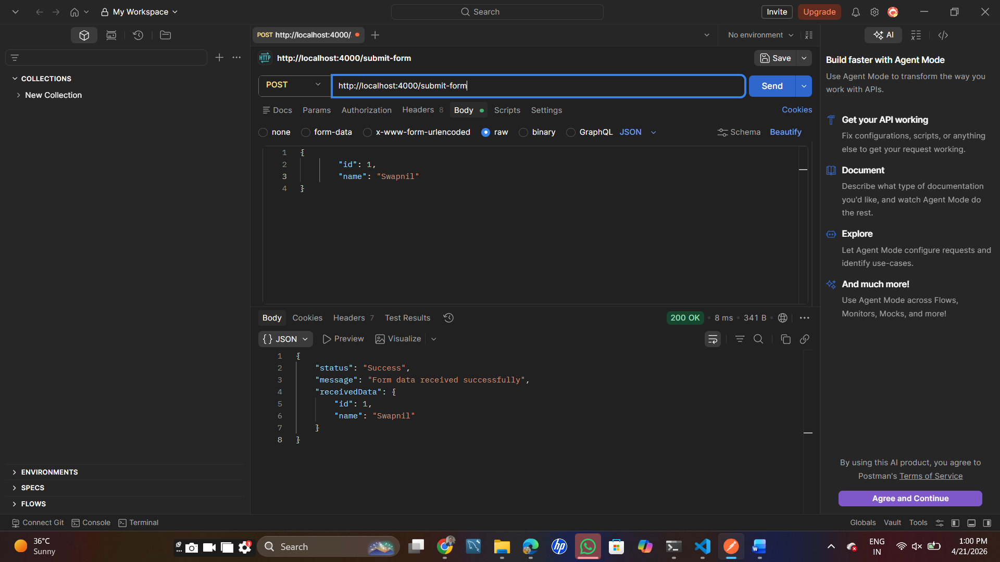 My Workspace
Search
Invite
Upgrade
POST http://localhost:4000/.
No environment
AI
HTTP http://localhost:4000/submit-form
Save
COLLECTIONS
New Collection
POST
http://localhost:4000/submit-form
Send
Docs Params Authorization Headers 8 Body Scripts Settings
Cookies
none form-data x-www-form-urlencoded raw binary GraphQL JSON
Schema Beautify
1 {
2 "id": 1,
3 "name": "Swapnil"
4 }
Body Cookies Headers 7 Test Results
200 OK • 8 ms • 341 B •
{} JSON Preview Visualize
1 {
2 "status": "Success",
3 "message": "Form data received successfully",
4 "receivedData": {
5 "id": 1,
6 "name": "Swapnil"
7 }
8 }
Build faster with Agent Mode
Use Agent Mode to transform the way you
work with APIs.
Get your API working
Fix configurations, scripts, or anything
else to get your request working.
Document
Describe what type of documentation
you'd like, and watch Agent Mode do
the rest.
Explore
Let Agent Mode configure requests and
identify use-cases.
And much more!
Use Agent Mode across Flows,
Monitors, Mocks, and more!
By using this AI product, you agree to
Postman's Terms of Service
Agree and Continue
ENVIRONMENTS
SPECS
FLOWS
Connect Git Console Terminal
Globals Vault Tools
36°C
Sunny
3
Search
hp
W
ENG
IN
1:00 PM
4/21/2026